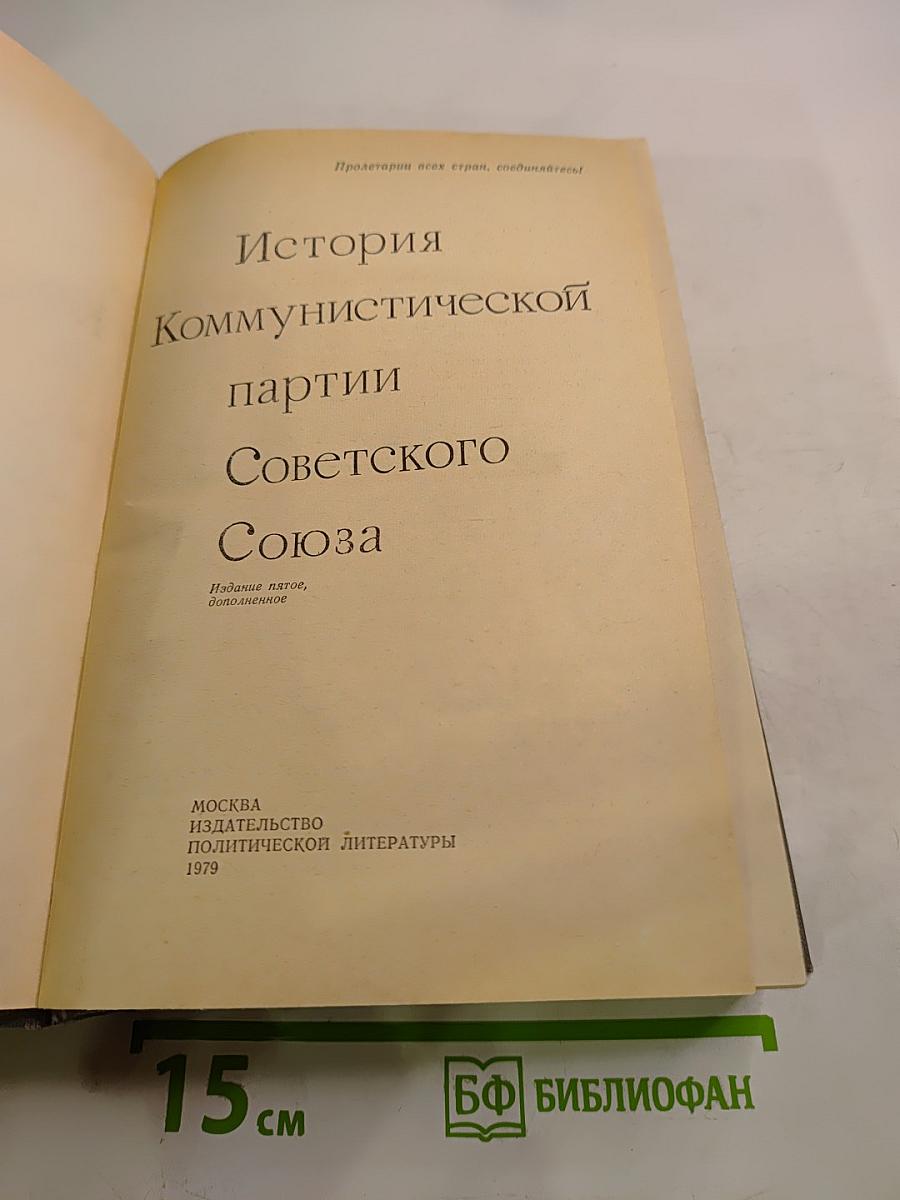 Пролетарии всех стран, соединяйтесь!
История
Коммунистической
партии
Советского
Союза
Издание пятое,
дополненное
МОСКВА
ИЗДАТЕЛЬСТВО
ПОЛИТИЧЕСКОЙ ЛИТЕРАТУРЫ
1979
15 см
БФ БИБЛИОФАН